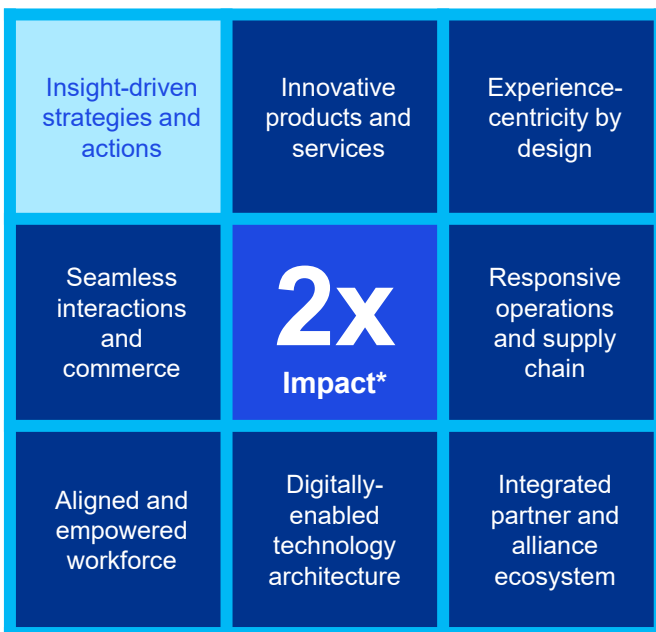 Insight-driven
strategies and
actions
Innovative
products and
services
Experience-
centricity by
design
Seamless
interactions
and
commerce
2x
Impact*
Responsive
operations
and supply
chain
Aligned and
empowered
workforce
Digitally-
enabled
technology
architecture
Integrated
partner and
alliance
ecosystem